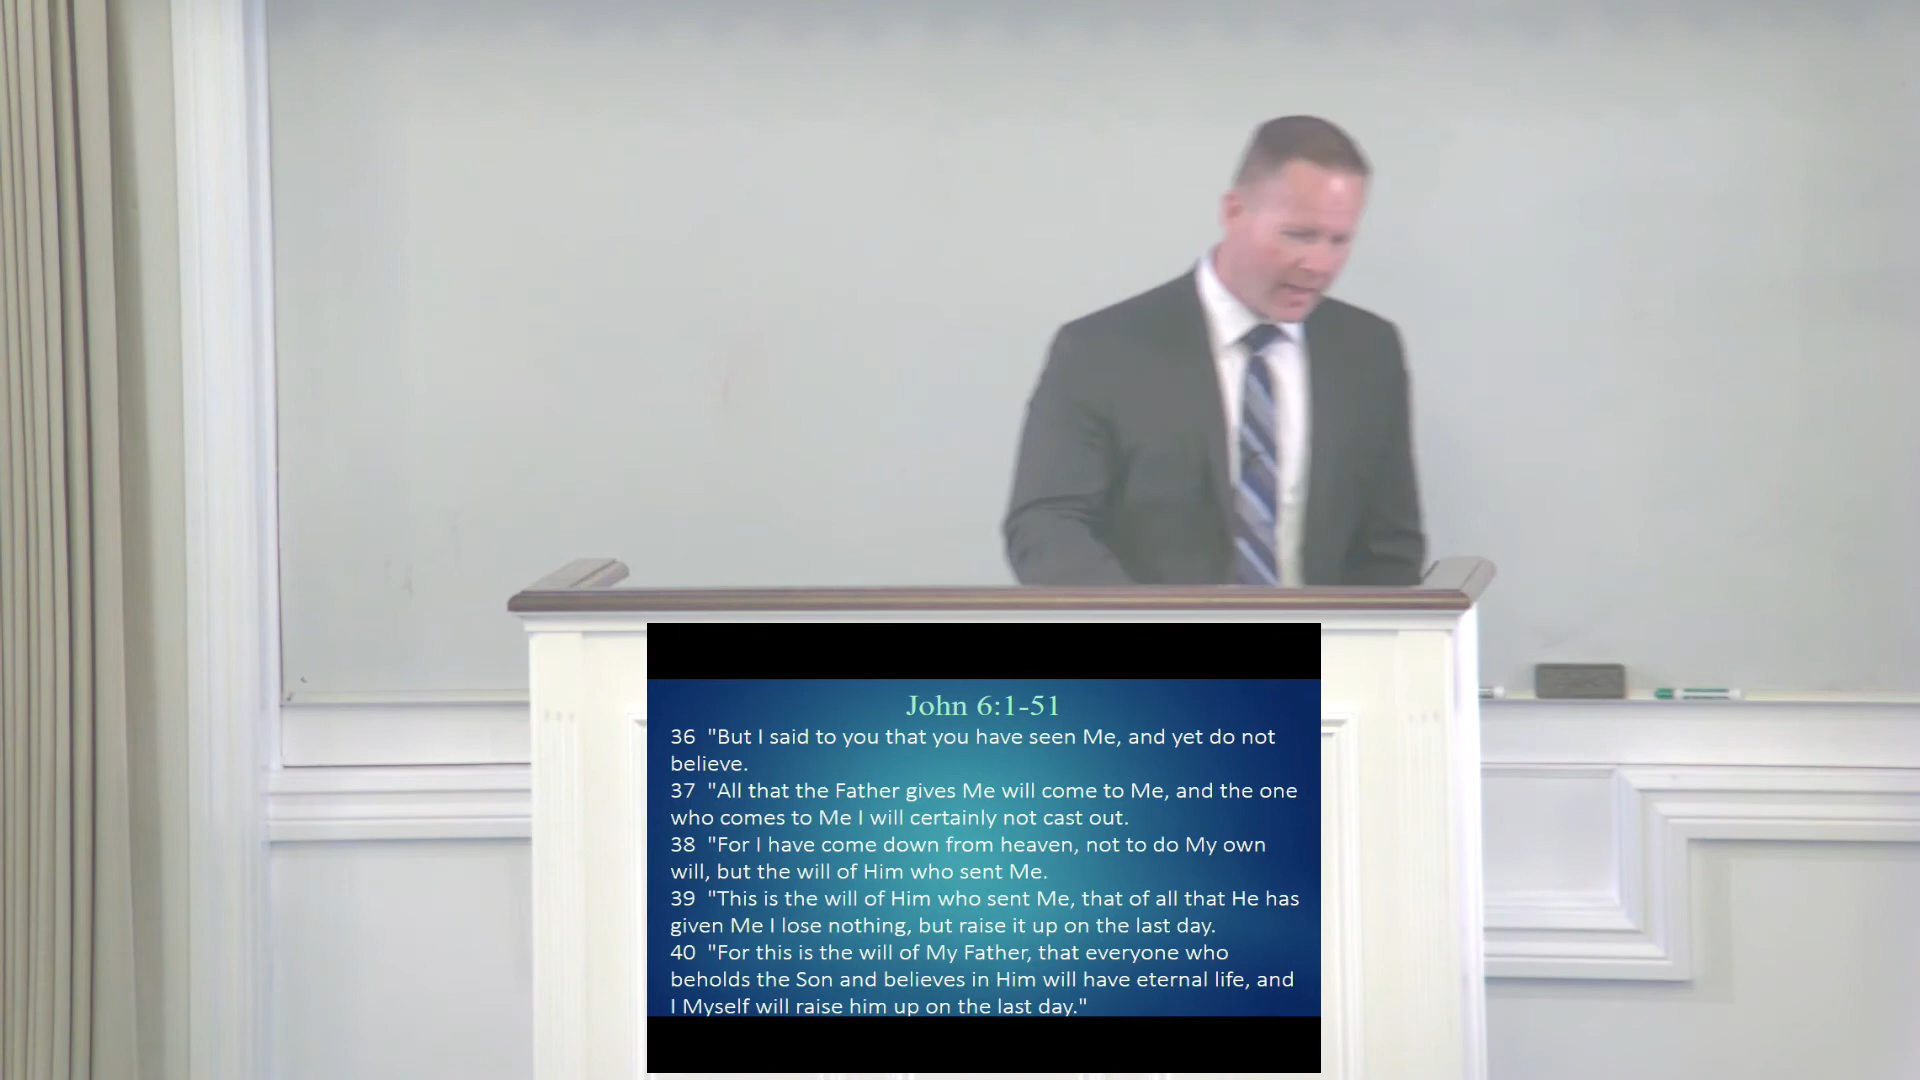 John 6:1-51
36  "But I said to you that you have seen Me, and yet do not
believe.
37  "All that the Father gives Me will come to Me, and the one
who comes to Me I will certainly not cast out.
38  "For I have come down from heaven, not to do My own
will, but the will of Him who sent Me.
39  "This is the will of Him who sent Me, that of all that He has
given Me I lose nothing, but raise it up on the last day.
40  "For this is the will of My Father, that everyone who
beholds the Son and believes in Him will have eternal life, and
I Myself will raise him up on the last day."